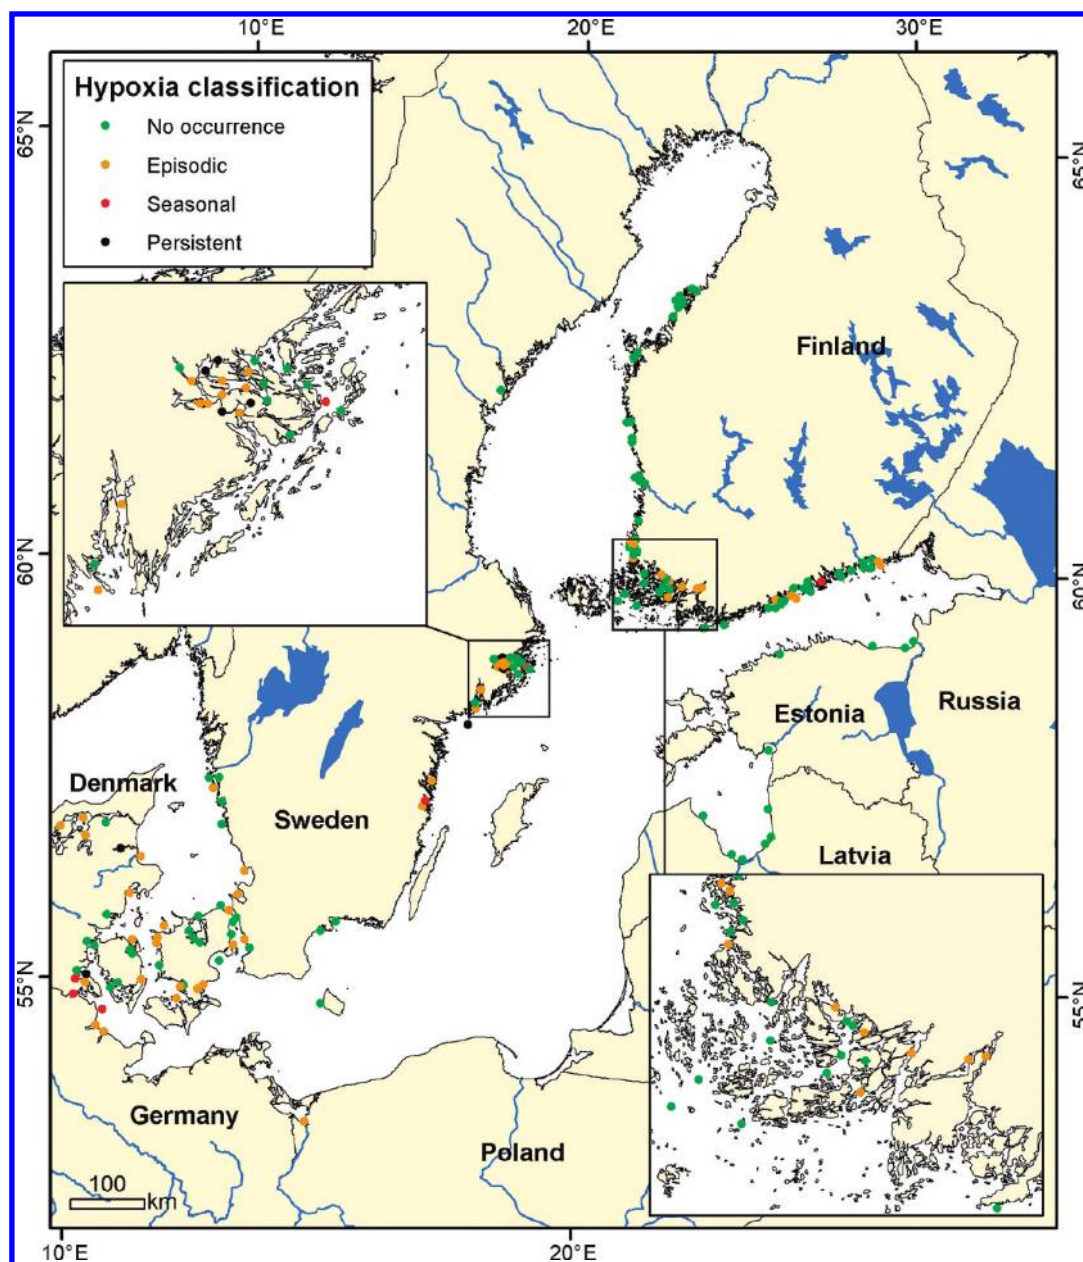 10°E 20°E 30°E
Hypoxia classification
No occurrence
Episodic
Seasonal
Persistent
65°N
65°N
Finland
60°N
60°N
Estonia
Russia
Denmark
Sweden
Latvia
55°N
55°N
Germany
Poland
100
km
10°E 20°E